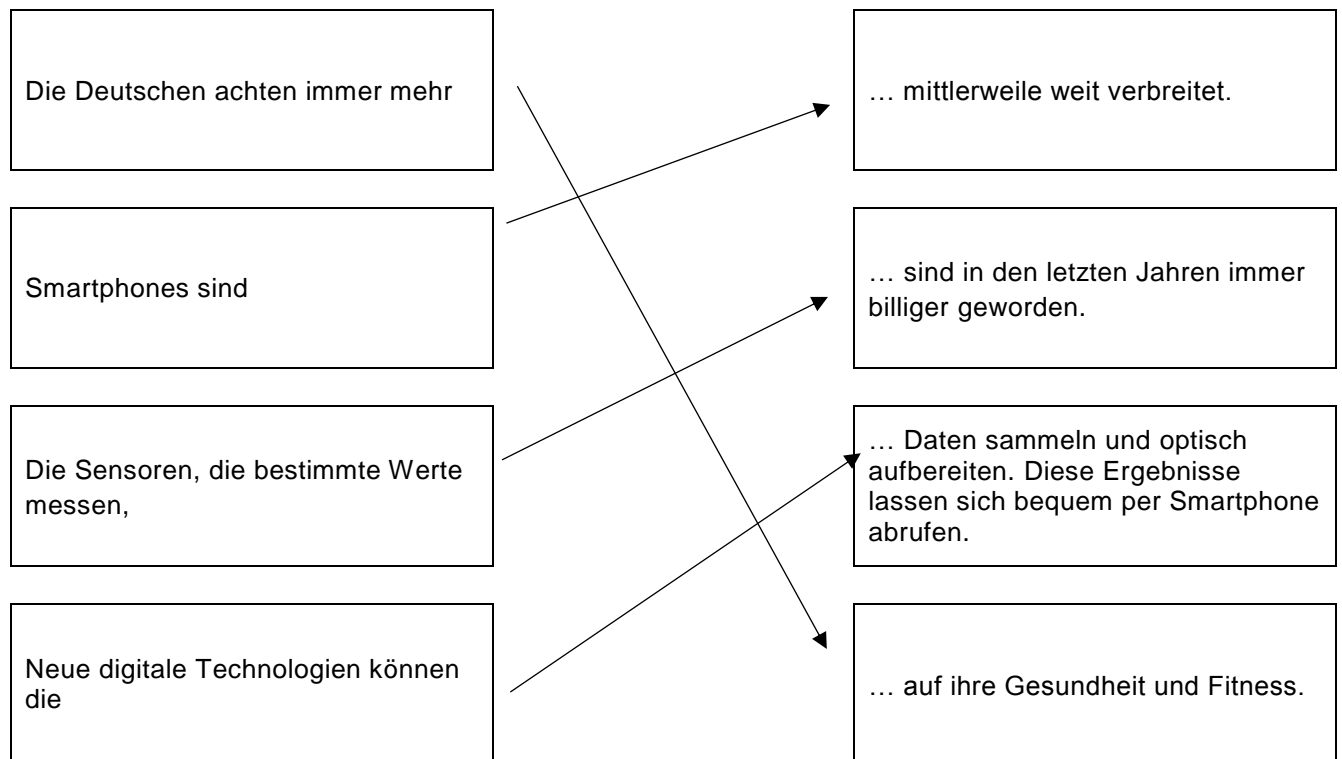 Die Deutschen achten immer mehr
… mittlerweile weit verbreitet.
Smartphones sind
… sind in den letzten Jahren immer
billiger geworden.
Die Sensoren, die bestimmte Werte
messen,
… Daten sammeln und optisch
aufbereiten. Diese Ergebnisse
lassen sich bequem per Smartphone
abrufen.
Neue digitale Technologien können
die
… auf ihre Gesundheit und Fitness.